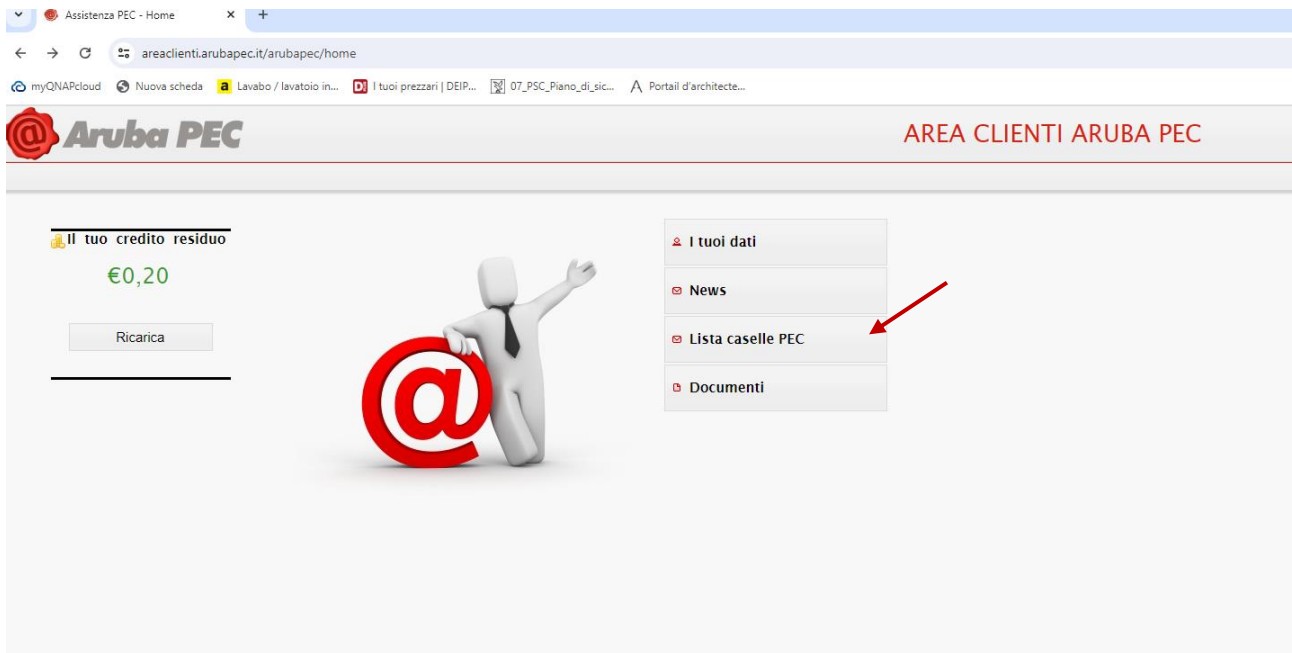 Assistenza PEC - Home
areaclienti.arubapec.it/arubapec/home
myQNAPcloud Nuova scheda a Lavabo / lavatoio in... D I tuoi prezzari | DEIP... 07_PSC_Piano_di_sic... Portail d'architecte...
@ Aruba PEC
AREA CLIENTI ARUBA PEC
Il tuo credito residuo
€0,20
Ricarica
@
I tuoi dati
News
Lista caselle PEC
Documenti